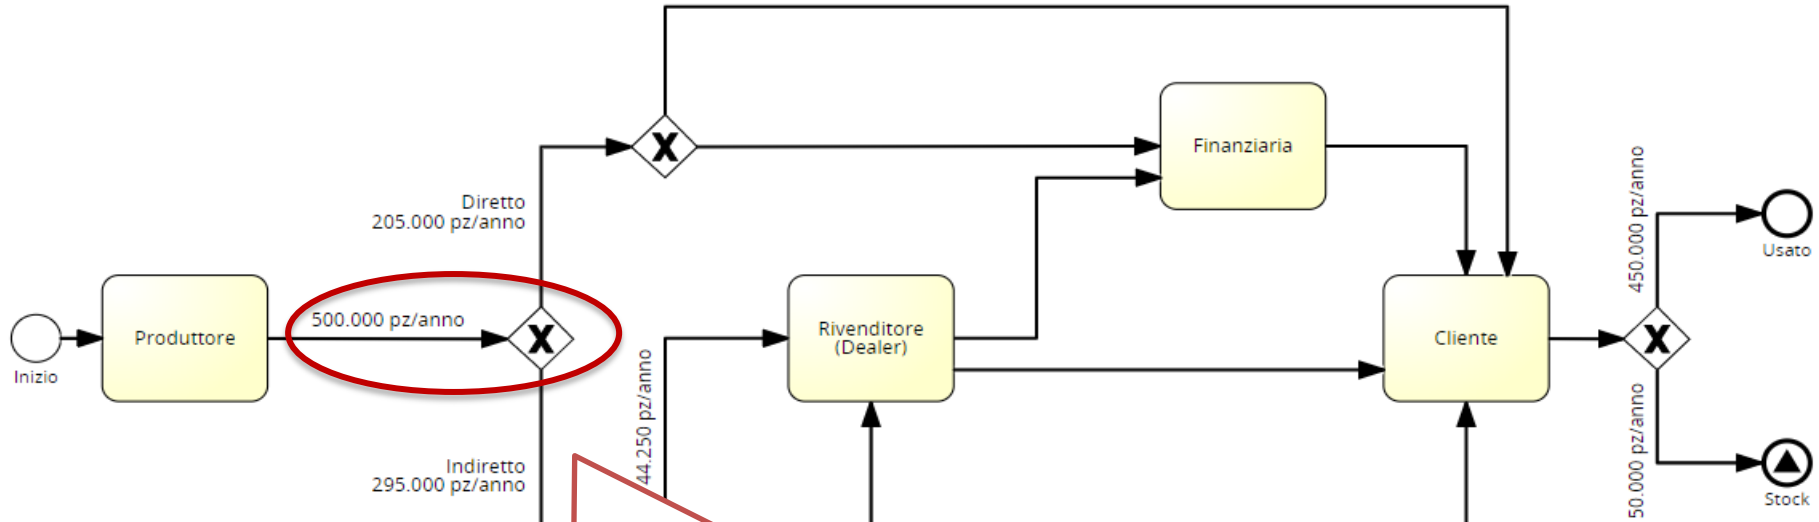 Inizio
Produttore
500.000 pz/anno
X
Diretto
205.000 pz/anno
Indiretto
295.000 pz/anno
X
44.250 pz/anno
Rivenditore
(Dealer)
Finanziaria
Cliente
X
450.000 pz/anno
50.000 pz/anno
Usato
Stock